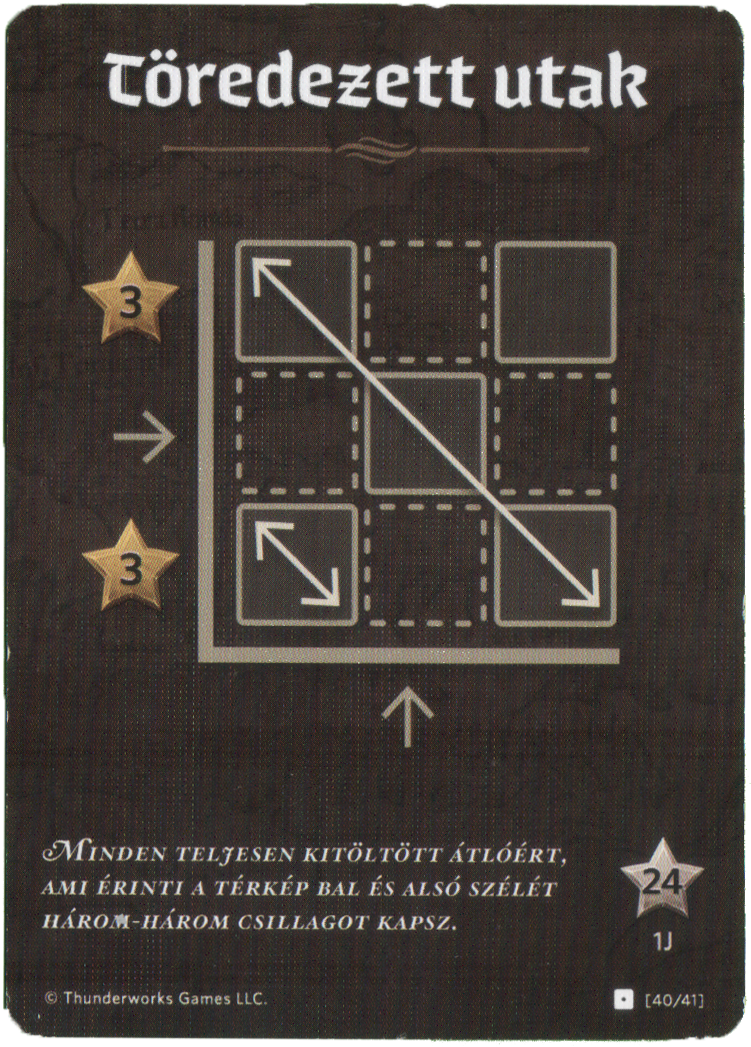 Töredezett utak
3
3
Minden teljesen kitöltött átlóért,
ami érinti a térkép bal és alsó szélét
három-három csillagot kapsz.
24
1J
© Thunderworks Games LLC.
[40/41]